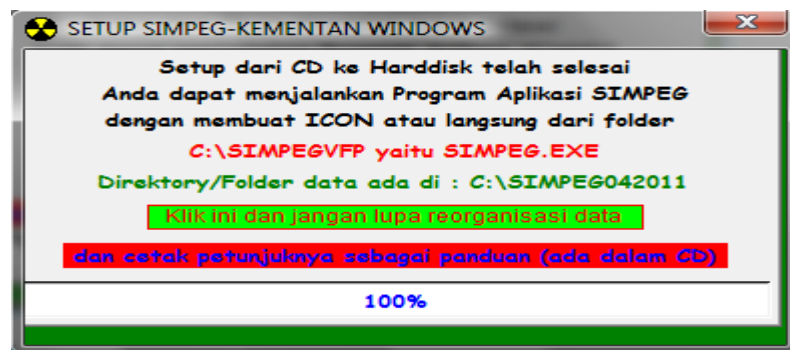 SETUP SIMPEG-KEMENTAN WINDOWS
Setup dari CD ke Harddisk telah selesai
Anda dapat menjalankan Program Aplikasi SIMPEG
dengan membuat ICON atau langsung dari folder
C:\SIMPEGVFP yaitu SIMPEG.EXE
Direktory/Folder data ada di : C:\SIMPEG042011
Klik ini dan jangan lupa reorganisasi data
dan cetak petunjuknya sebagai panduan (ada dalam CD)
100%